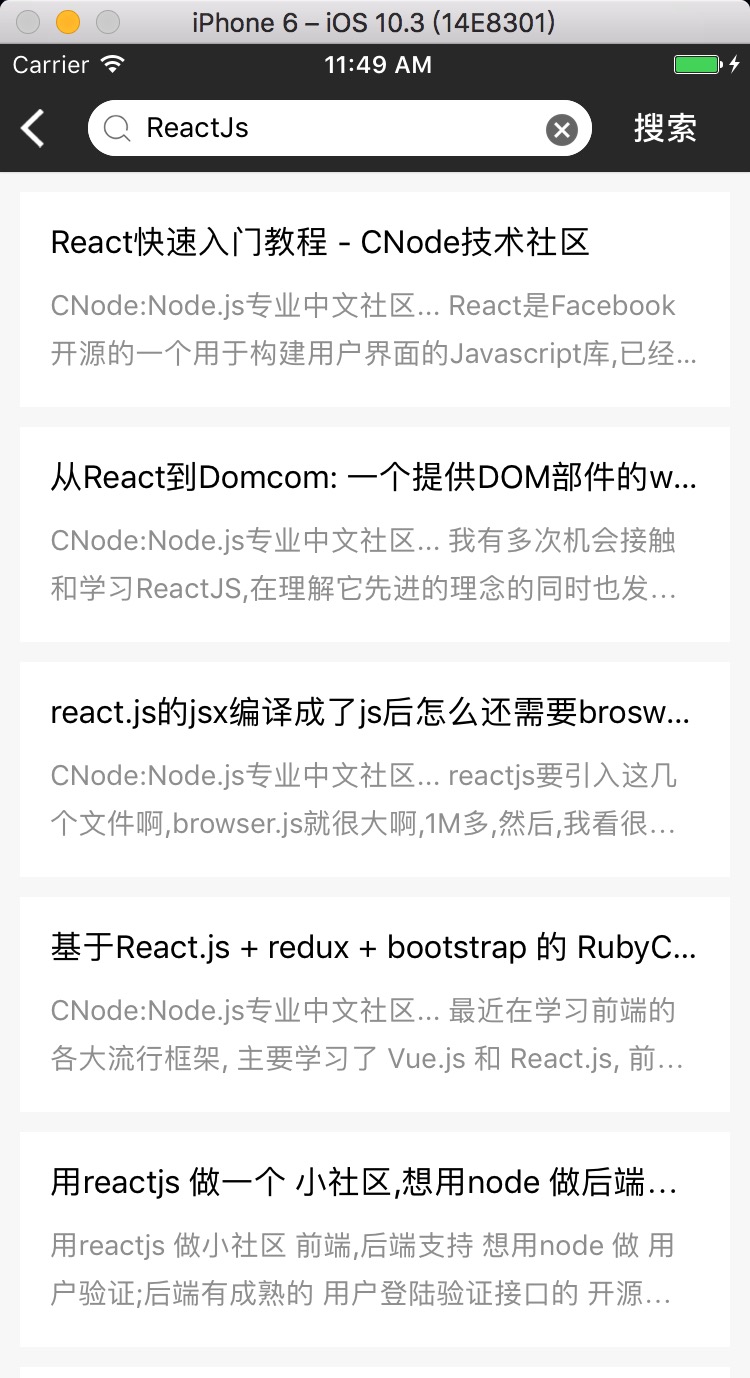 iPhone 6 – iOS 10.3 (14E8301)
Carrier 11:49 AM
ReactJs 搜索
React快速入门教程 - CNode技术社区
CNode:Node.js专业中文社区... React是Facebook
开源的一个用于构建用户界面的Javascript库,已经...
从React到Domcom: 一个提供DOM部件的w...
CNode:Node.js专业中文社区... 我有多次机会接触
和学习ReactJS,在理解它先进的理念的同时也发...
react.js的jsx编译成了js后怎么还需要brosw...
CNode:Node.js专业中文社区... reactjs要引入这几
个文件啊,browser.js就很大啊,1M多,然后,我看很...
基于React.js + redux + bootstrap 的 RubyC...
CNode:Node.js专业中文社区... 最近在学习前端的
各大流行框架, 主要学习了 Vue.js 和 React.js, 前...
用reactjs 做一个 小社区,想用node 做后端...
用reactjs 做小社区 前端,后端支持 想用node 做 用
户验证;后端有成熟的 用户登陆验证接口的 开源...